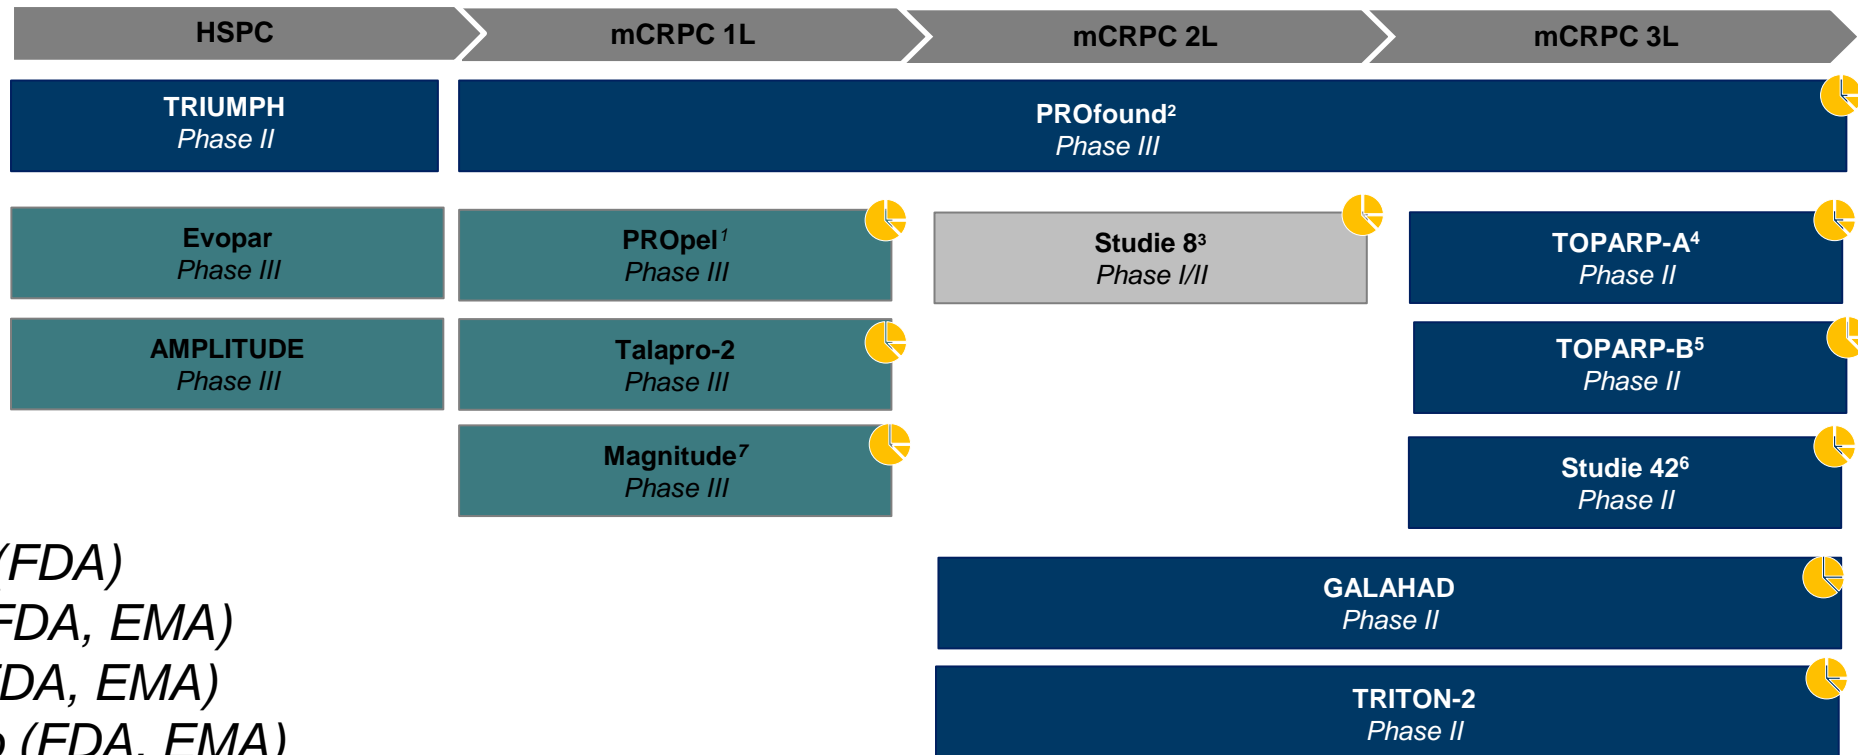 HSPC
mCRPC 1L
mCRPC 2L
mCRPC 3L
TRIUMPH
Phase II
PROfound²
Phase III
Evopar
Phase III
PROpel¹
Phase III
Studie 8³
Phase I/II
TOPARP-A⁴
Phase II
AMPLITUDE
Phase III
Talapro-2
Phase III
TOPARP-B⁵
Phase II
Magnitude⁷
Phase III
Studie 42⁶
Phase II
GALAHAD
Phase II
TRITON-2
Phase II
(FDA)
FDA, EMA)
FDA, EMA)
(FDA, EMA)